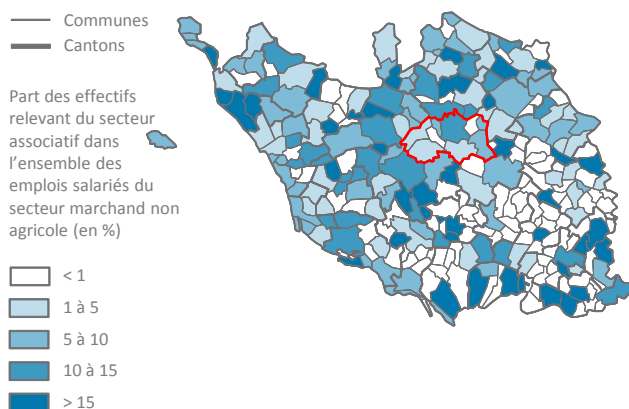 Communes
Cantons
Part des effectifs
relevant du secteur
associatif dans
l'ensemble des
emplois salariés du
secteur marchand non
agricole (en %)
< 1
1 à 5
5 à 10
10 à 15
> 15